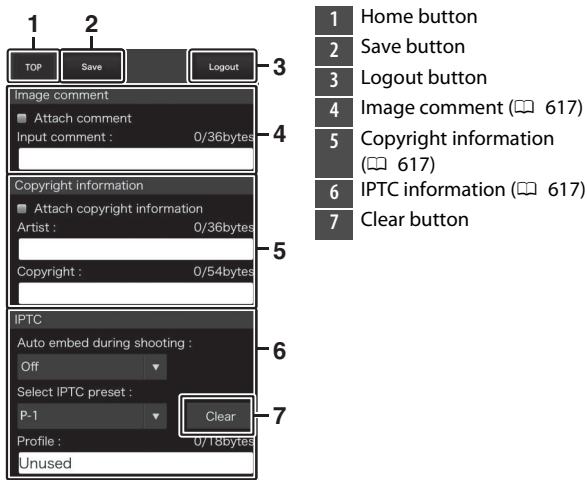 1 2
TOP Save Logout 3
Image comment
Attach comment
Input comment : 0/36bytes 4
Copyright information
Attach copyright information
Artist : 0/36bytes
5
Copyright : 0/54bytes
IPTC
Auto embed during shooting :
6
Off
Select IPTC preset :
P-1 Clear 7
Profile : 0/18bytes
Unused
1 Home button
2 Save button
3 Logout button
4 Image comment (🕮 617)
5 Copyright information
(🕮 617)
6 IPTC information (🕮 617)
7 Clear button